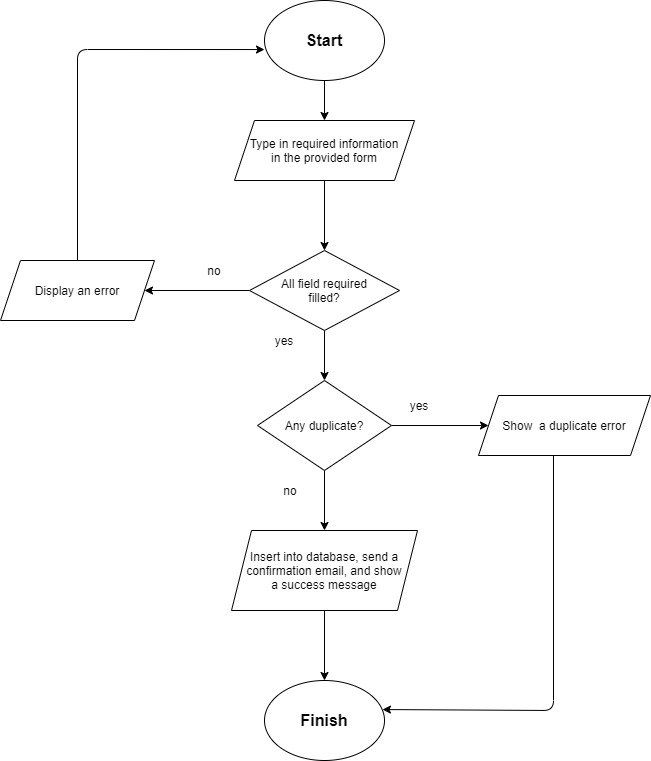 Start
Type in required information
in the provided form
no
All field required
filled?
Display an error
yes
yes
Any duplicate?
Show a duplicate error
no
Insert into database, send a
confirmation email, and show
a success message
Finish